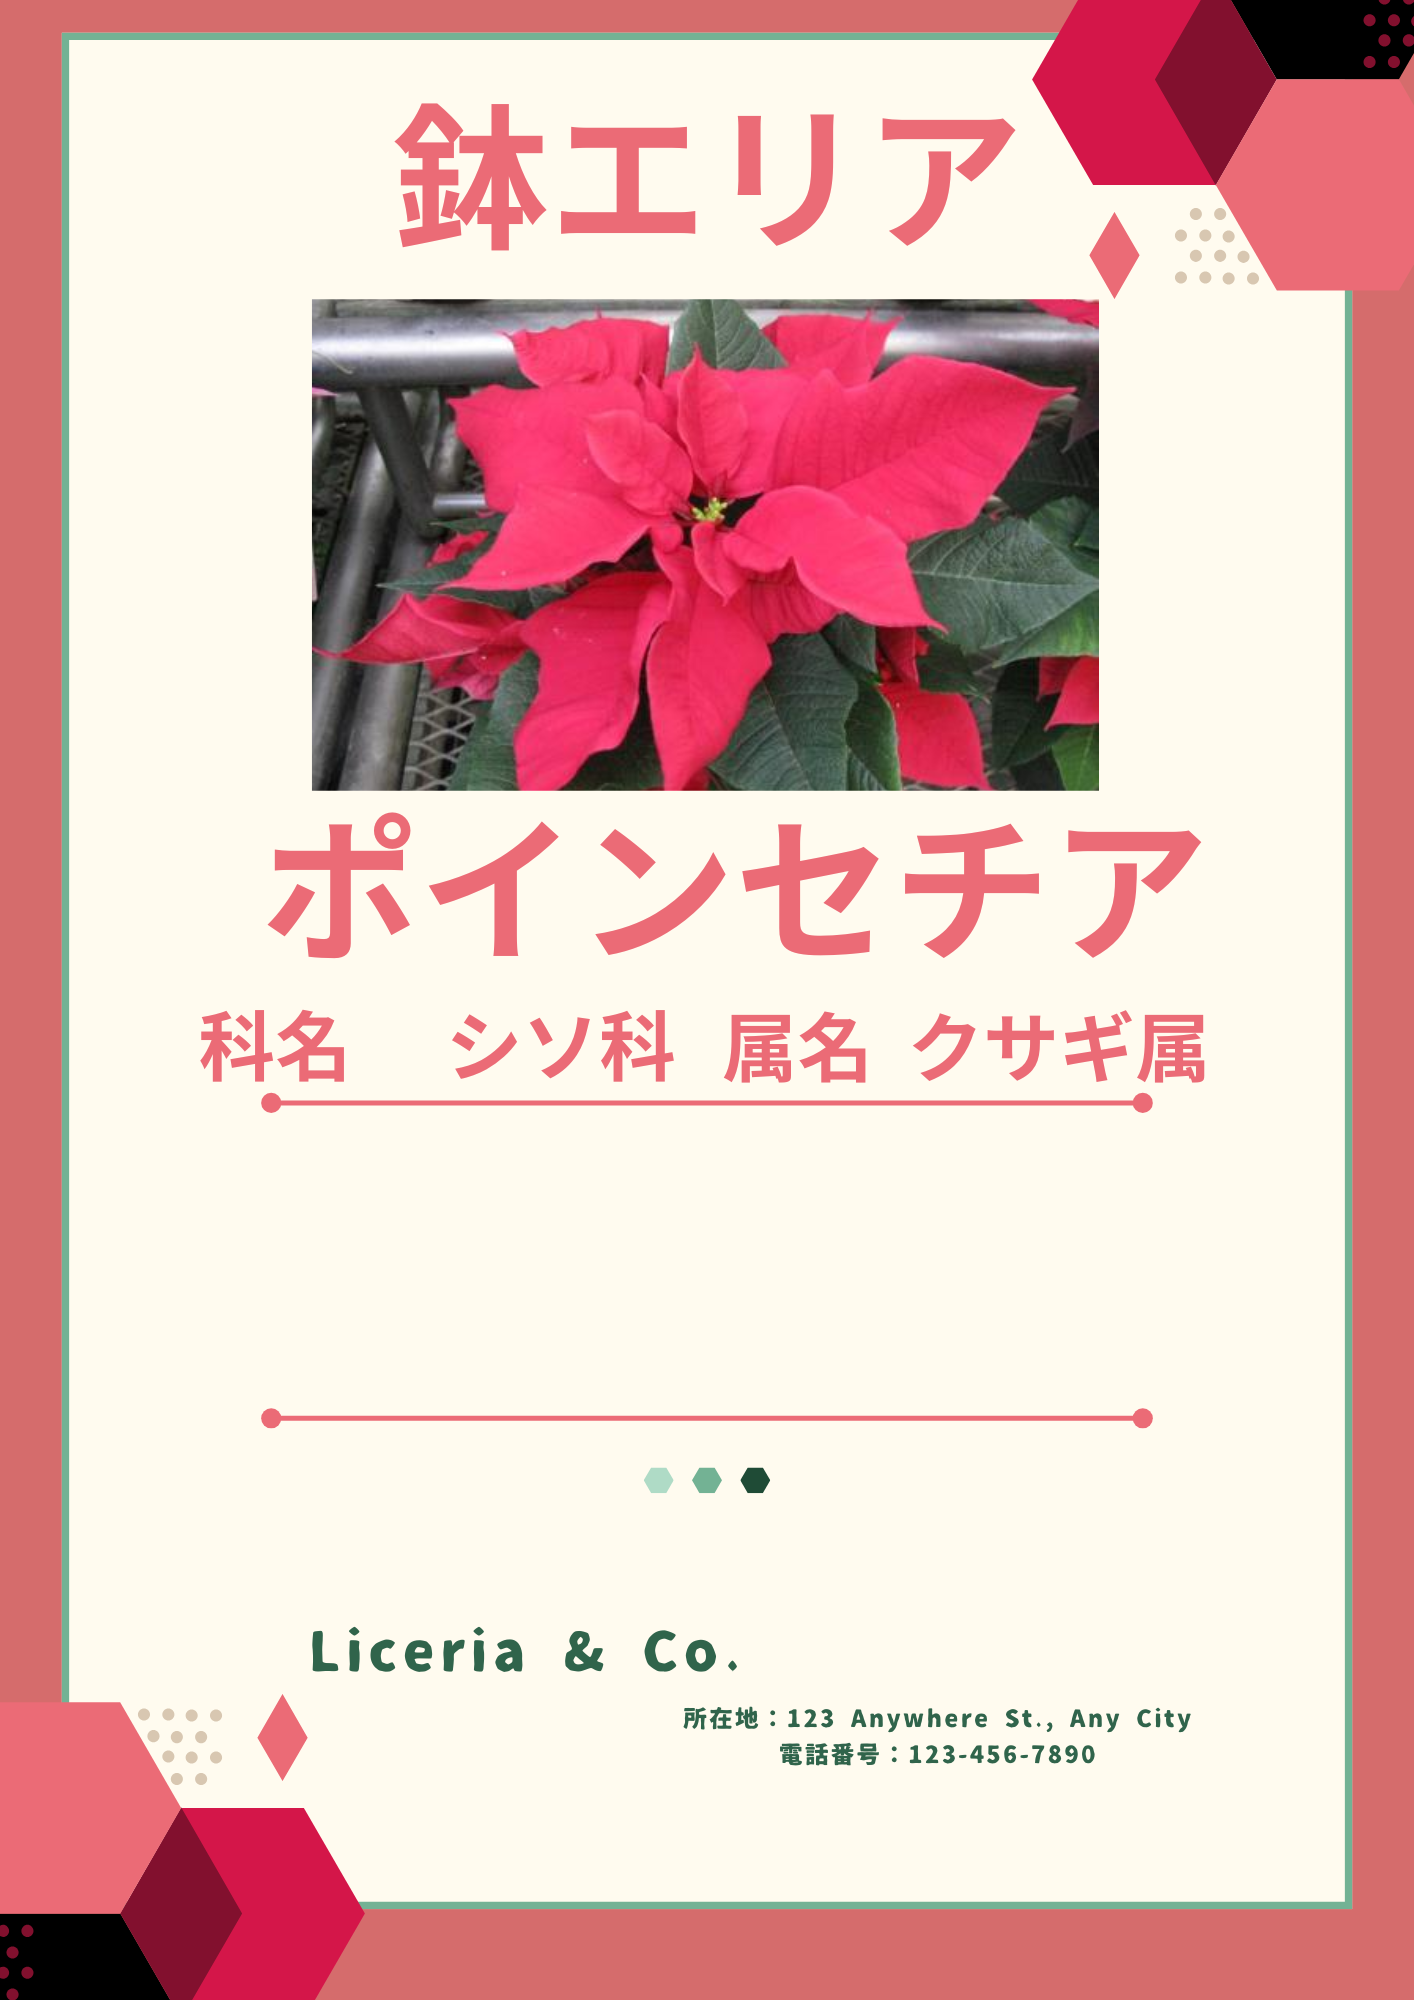 鉢エリア
ポインセチア
科名 シソ科 属名 クサギ属
Liceria & Co.
所在地：123 Anywhere St., Any City
電話番号：123-456-7890